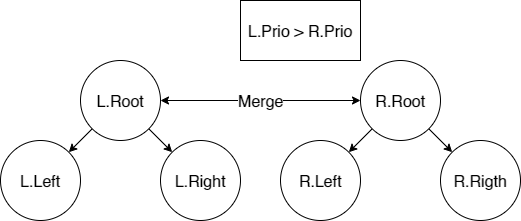 L.Prio > R.Prio
L.Root
Merge
R.Root
L.Left
L.Right
R.Left
R.Rigth